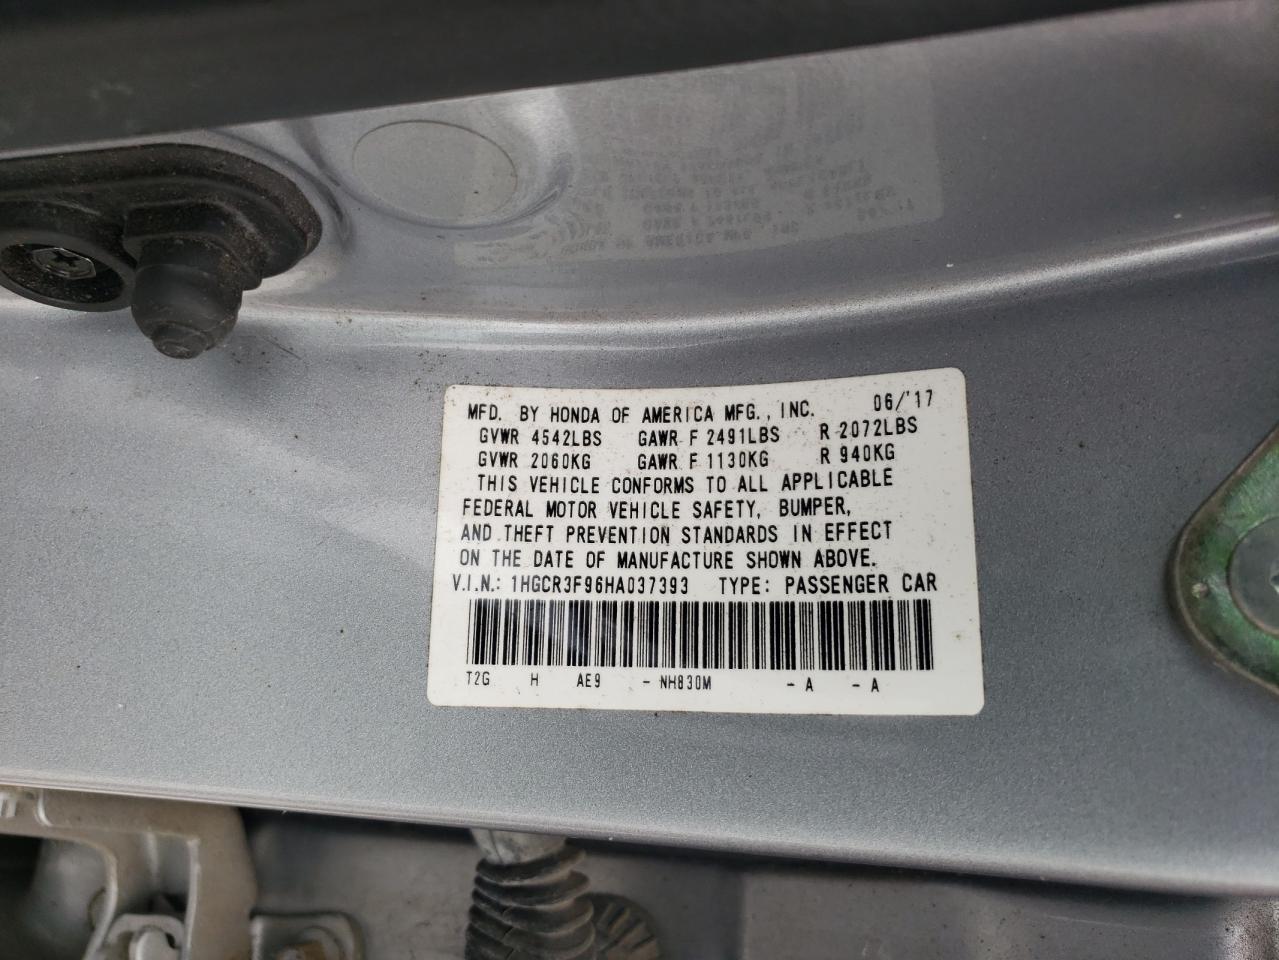 MFD. BY HONDA OF AMERICA MFG., INC. 06/'17
GVWR 4542LBS GAWR F 2491LBS R 2072LBS
GVWR 2060KG GAWR F 1130KG R 940KG
THIS VEHICLE CONFORMS TO ALL APPLICABLE
FEDERAL MOTOR VEHICLE SAFETY, BUMPER,
AND THEFT PREVENTION STANDARDS IN EFFECT
ON THE DATE OF MANUFACTURE SHOWN ABOVE.
V.I.N.: 1HGCR3F96HA037393 TYPE: PASSENGER CAR
T2G H AE9 - NH830M - A - A